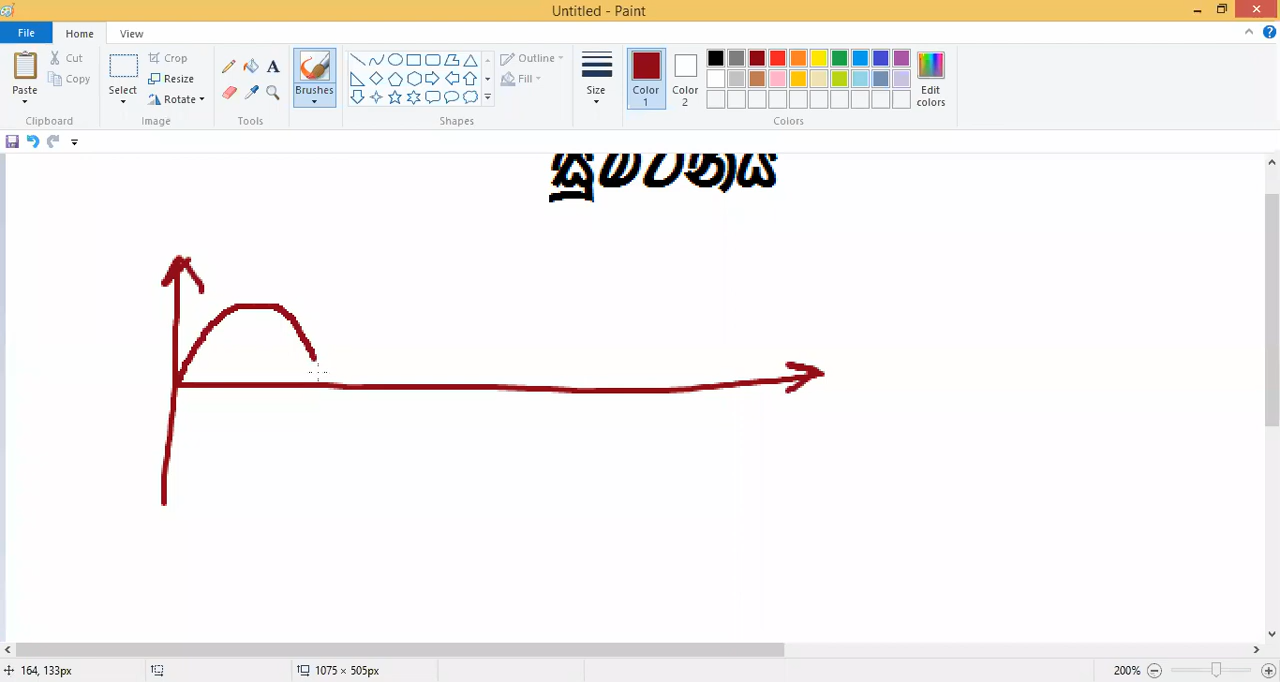 Untitled - Paint
File
Home
View
Paste
Cut
Copy
Clipboard
Select
Crop
Resize
Rotate
Image
A
Tools
Brushes
Shapes
Outline
Fill
Size
Color 1
Color 2
Edit colors
Colors
164, 133px
1075 × 505px
200%